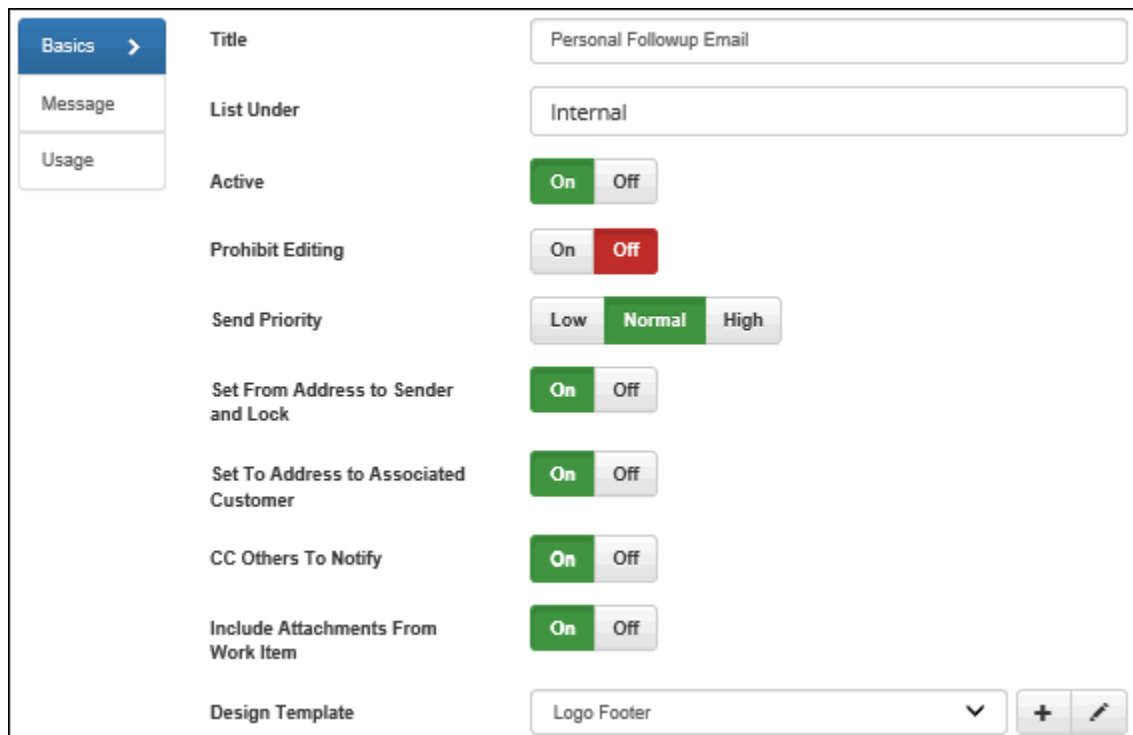 Basics
Message
Usage
Title
Personal Followup Email
List Under
Internal
Active
On Off
Prohibit Editing
On Off
Send Priority
Low Normal High
Set From Address to Sender
and Lock
On Off
Set To Address to Associated
Customer
On Off
CC Others To Notify
On Off
Include Attachments From
Work Item
On Off
Design Template
Logo Footer